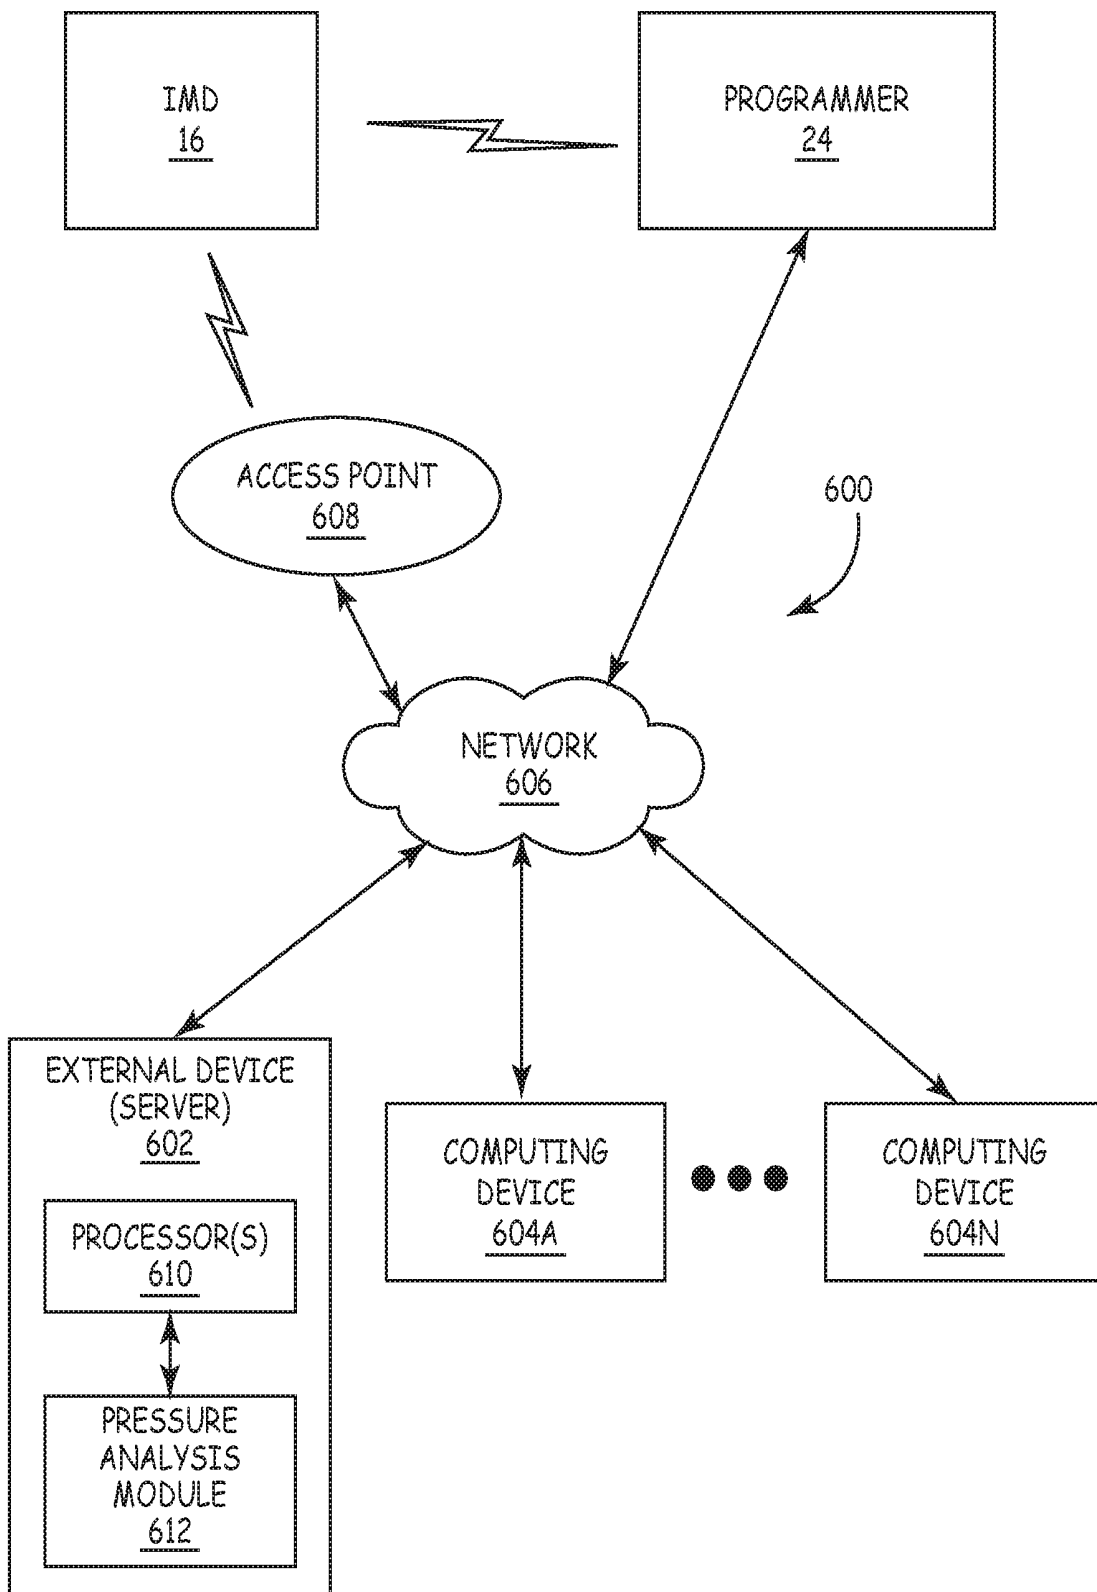 IMD
16
PROGRAMMER
24
ACCESS POINT
608
600
NETWORK
606
EXTERNAL DEVICE
(SERVER)
602
PROCESSOR(S)
610
PRESSURE
ANALYSIS
MODULE
612
COMPUTING
DEVICE
604A
COMPUTING
DEVICE
604N